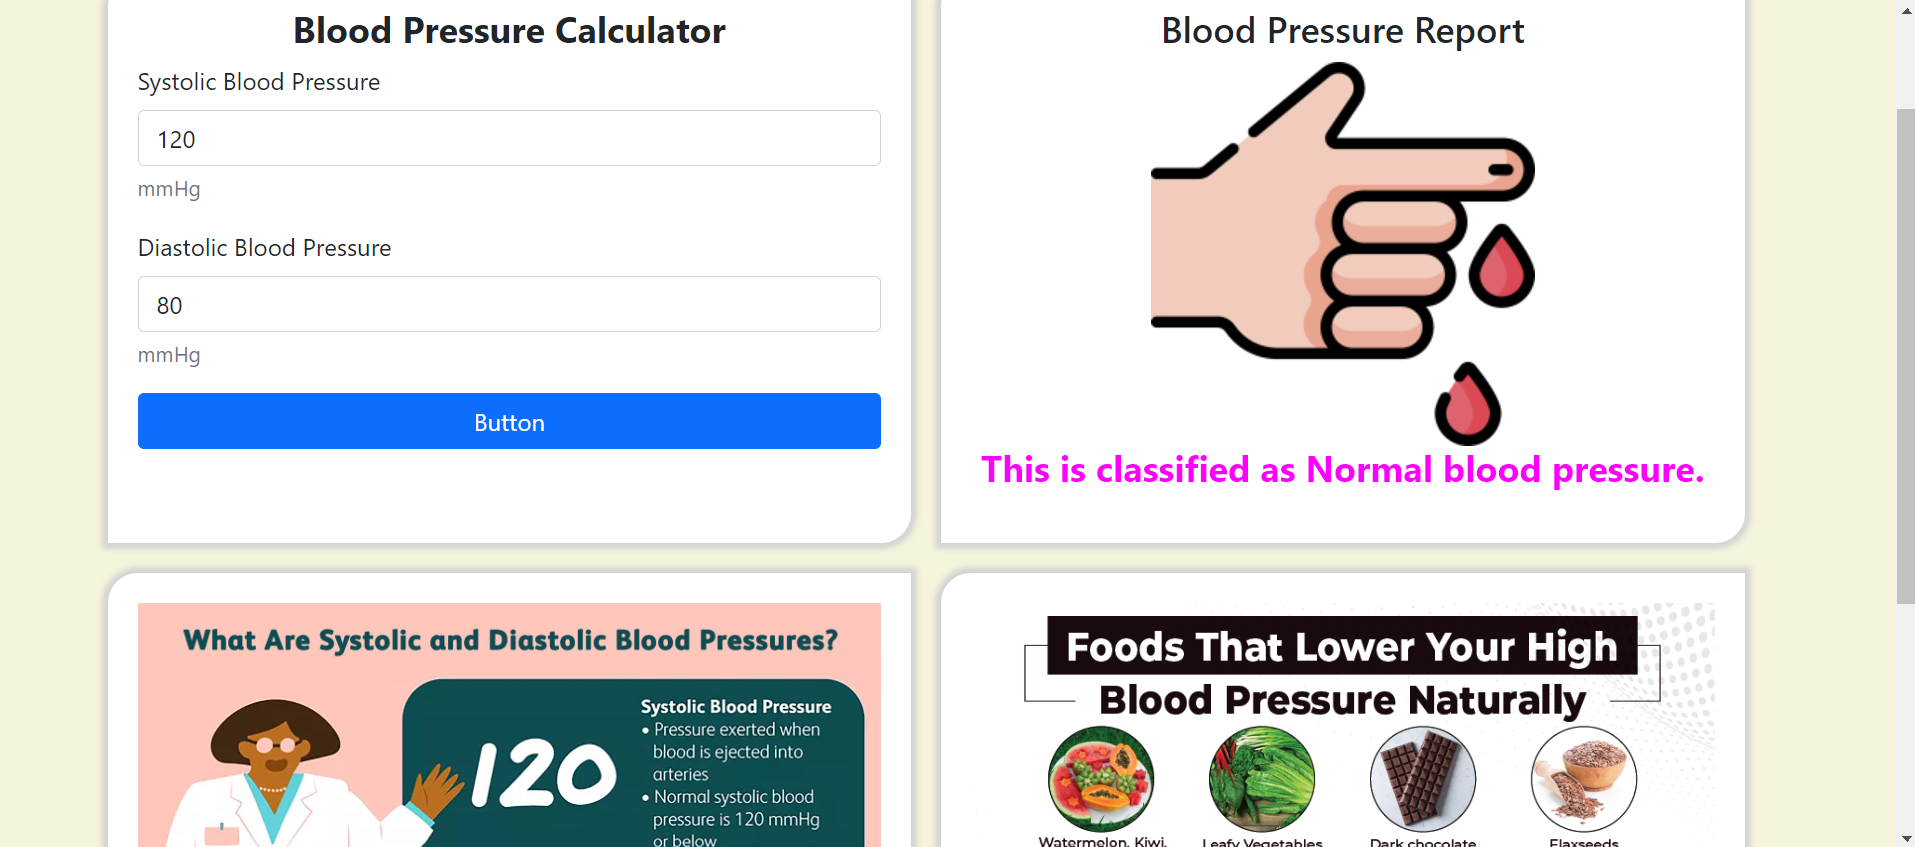 Blood Pressure Calculator
Systolic Blood Pressure
120
mmHg
Diastolic Blood Pressure
80
mmHg
Button
Blood Pressure Report
This is classified as Normal blood pressure.
What Are Systolic and Diastolic Blood Pressures?
120
Systolic Blood Pressure
• Pressure exerted when
blood is ejected into
arteries
• Normal systolic blood
pressure is 120 mmHg
or below
Foods That Lower Your High
Blood Pressure Naturally
Watermelon, Kiwi,
Leafy Vegetables
Dark chocolate
Flaxseeds